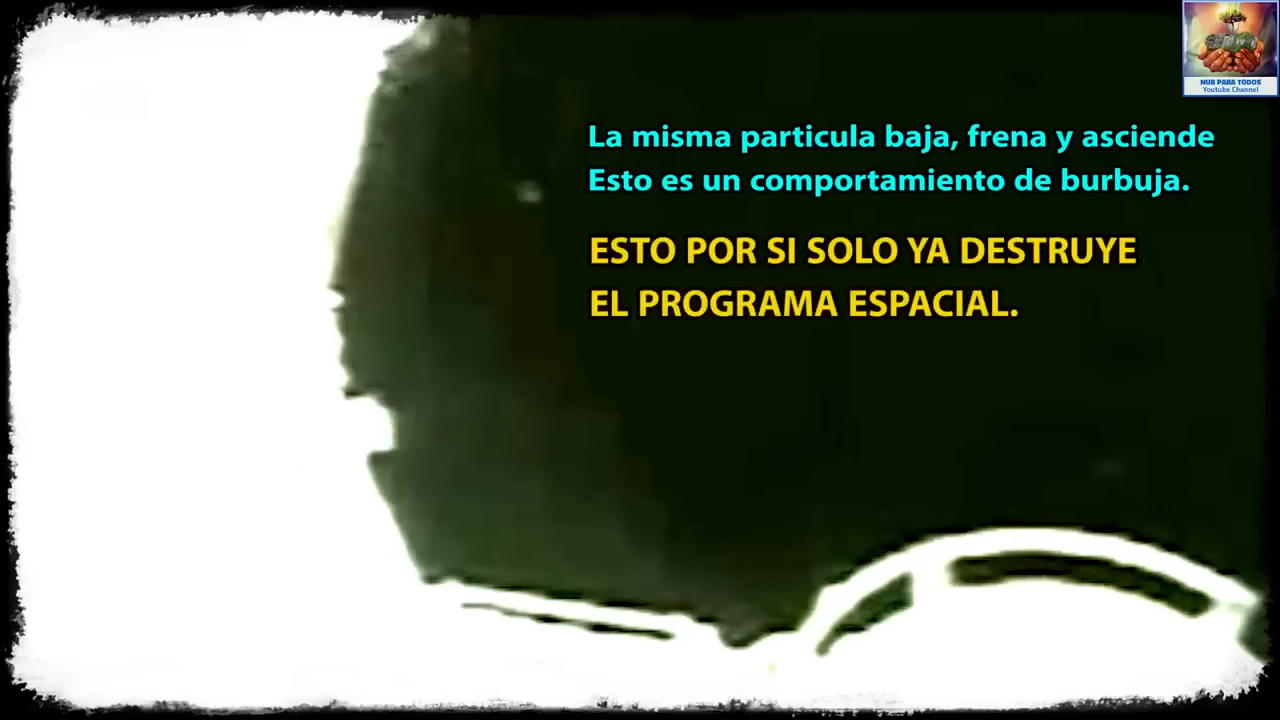 NUR PARA TODOS
Youtube Channel
La misma particula baja, frena y asciende
Esto es un comportamiento de burbuja.
ESTO POR SI SOLO YA DESTRUYE
EL PROGRAMA ESPACIAL.